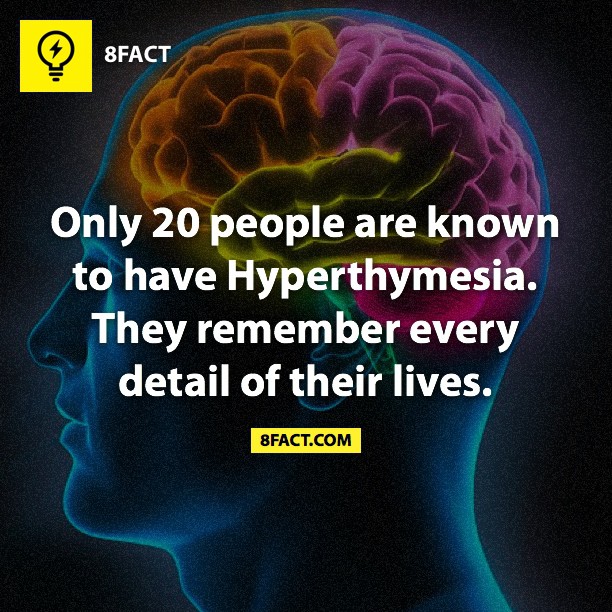 8FACT
Only 20 people are known
to have Hyperthymesia.
They remember every
detail of their lives.
8FACT.COM